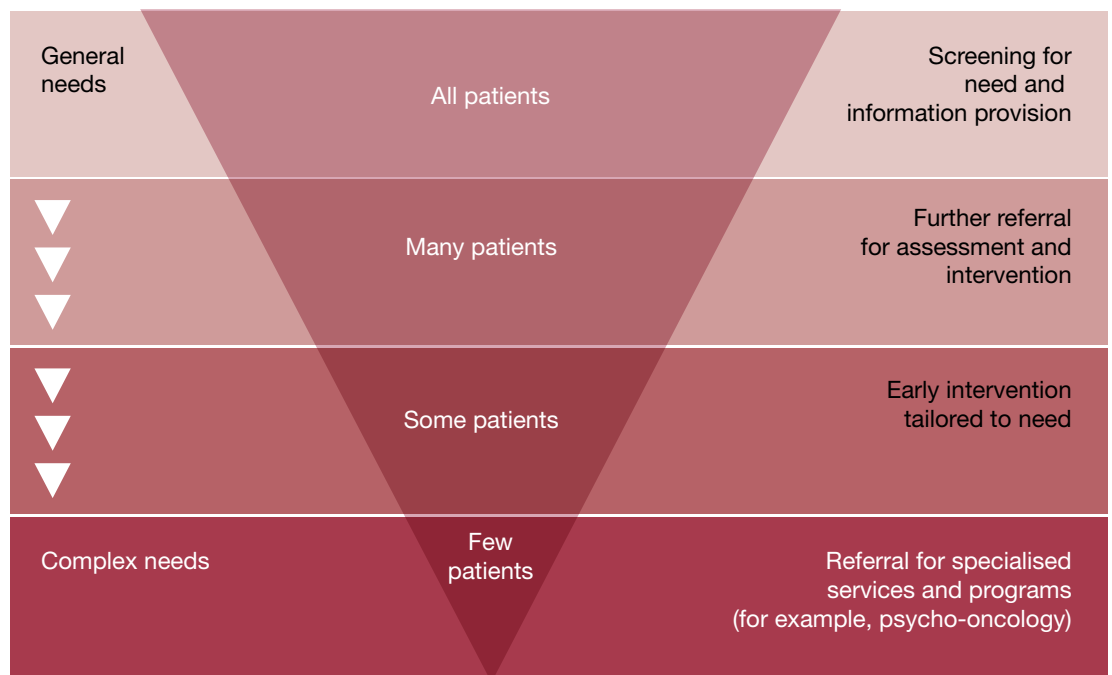 General
needs
All patients
Screening for
need and
information provision
Many patients
Further referral
for assessment and
intervention
Some patients
Early intervention
tailored to need
Complex needs
Few
patients
Referral for specialised
services and programs
(for example, psycho-oncology)